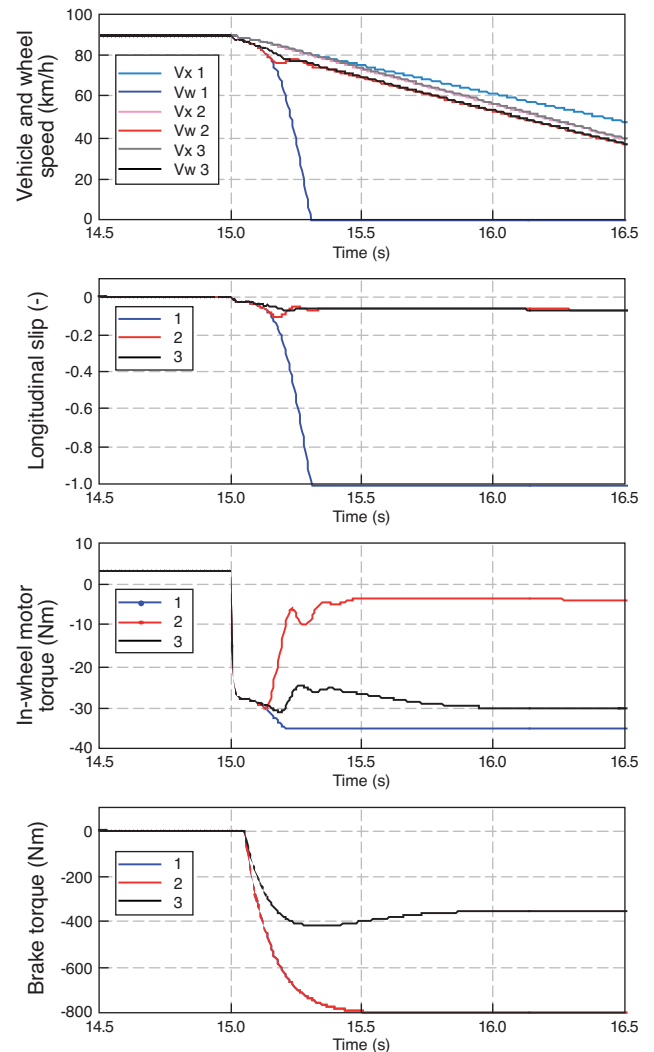 Vehicle and wheel
speed (km/h)
100
80
60
40
20
0
Vx 1
Vw 1
Vx 2
Vw 2
Vx 3
Vw 3
14.5 15.0 15.5 16.0 16.5
Time (s)
Longitudinal slip (-)
0
-0.2
-0.4
-0.6
-0.8
-1.0
1
2
3
14.5 15.0 15.5 16.0 16.5
Time (s)
In-wheel motor
torque (Nm)
10
0
-10
-20
-30
-40
1
2
3
14.5 15.0 15.5 16.0 16.5
Time (s)
Brake torque (Nm)
0
-200
-400
-600
-800
1
2
3
14.5 15.0 15.5 16.0 16.5
Time (s)